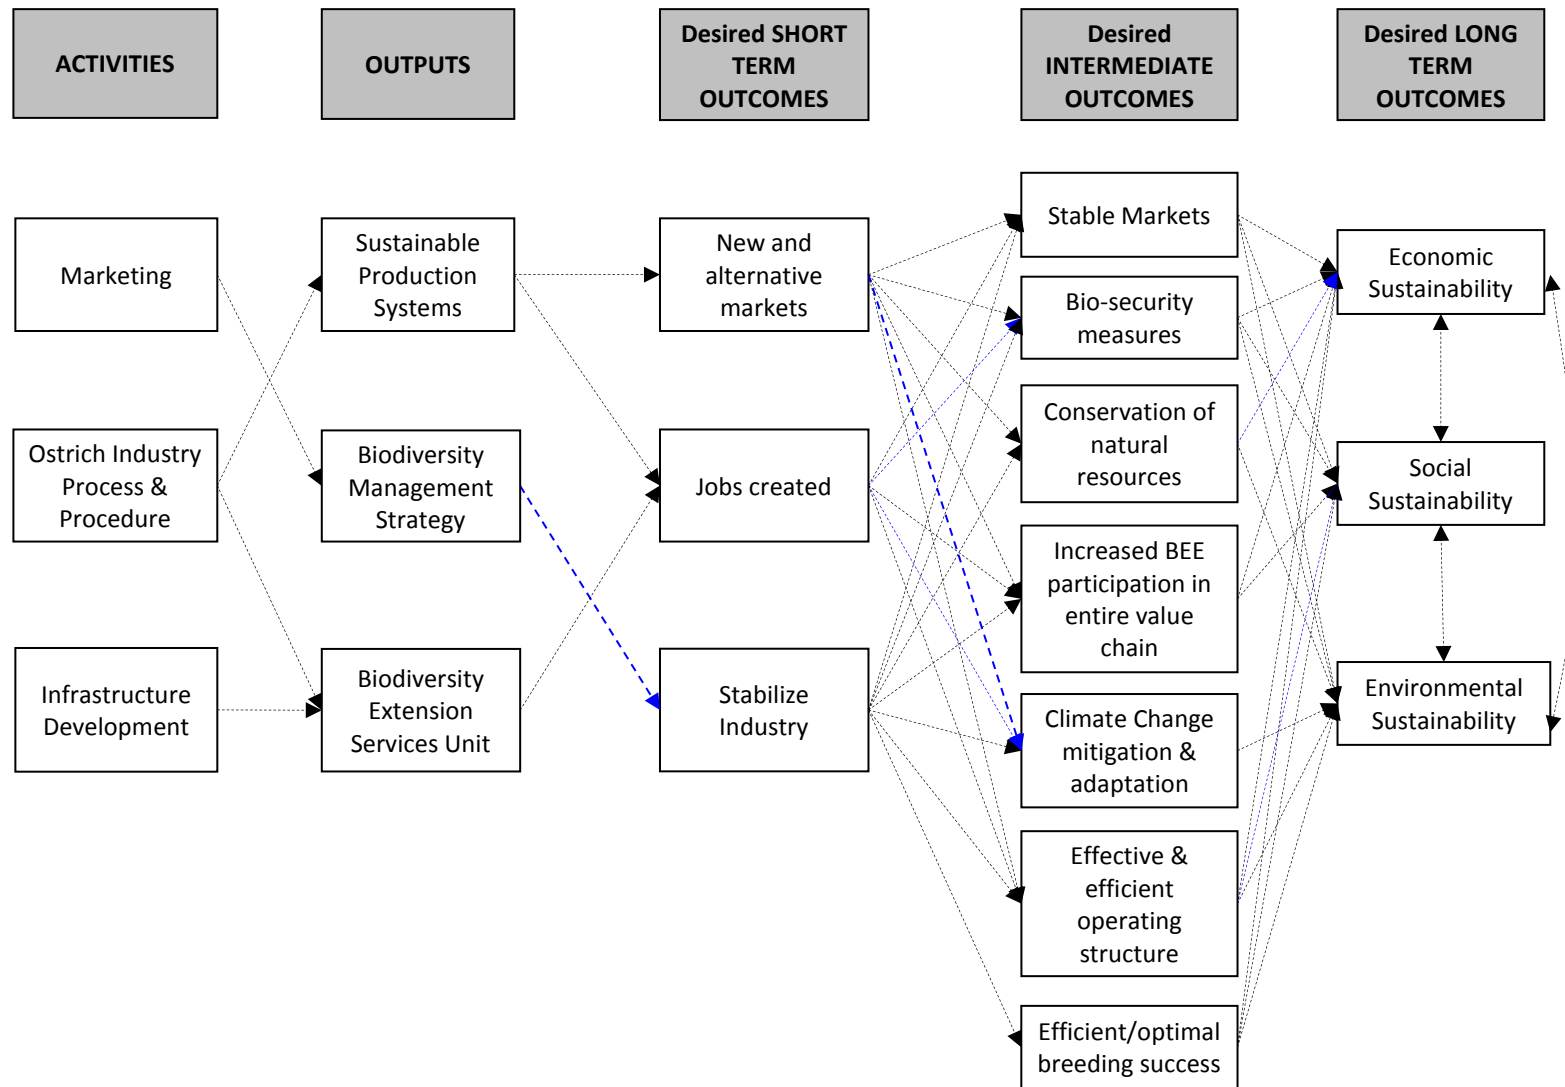 ACTIVITIES
OUTPUTS
Desired SHORT
TERM
OUTCOMES
Desired
INTERMEDIATE
OUTCOMES
Desired LONG
TERM
OUTCOMES
Marketing
Ostrich Industry
Process &
Procedure
Infrastructure
Development
Sustainable
Production
Systems
Biodiversity
Management
Strategy
Biodiversity
Extension
Services Unit
New and
alternative
markets
Jobs created
Stabilize
Industry
Stable Markets
Bio-security
measures
Conservation of
natural
resources
Increased BEE
participation in
entire value
chain
Climate Change
mitigation &
adaptation
Effective &
efficient
operating
structure
Efficient/optimal
breeding success
Economic
Sustainability
Social
Sustainability
Environmental
Sustainability